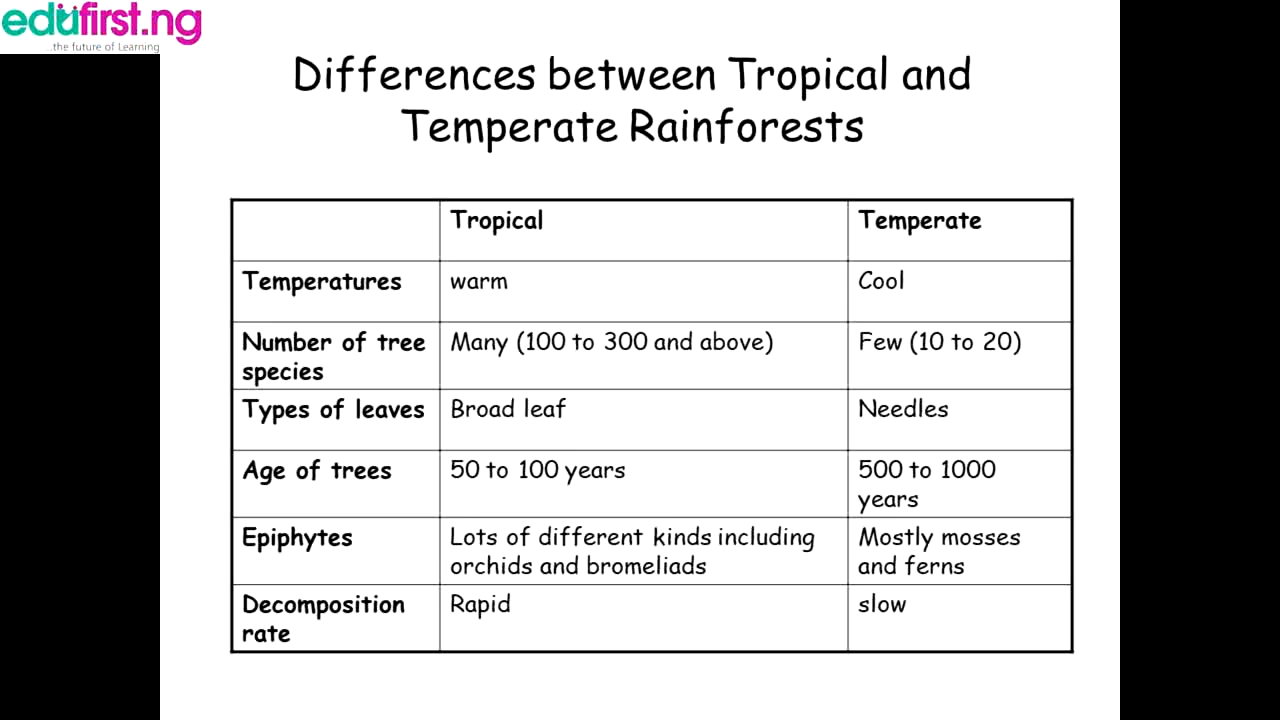 edufirst.ng
...the future of Learning
Differences between Tropical and
Temperate Rainforests
Tropical
Temperate
Temperatures
warm
Cool
Number of tree
species
Many (100 to 300 and above)
Few (10 to 20)
Types of leaves
Broad leaf
Needles
Age of trees
50 to 100 years
500 to 1000
years
Epiphytes
Lots of different kinds including
orchids and bromeliads
Mostly mosses
and ferns
Decomposition
rate
Rapid
slow